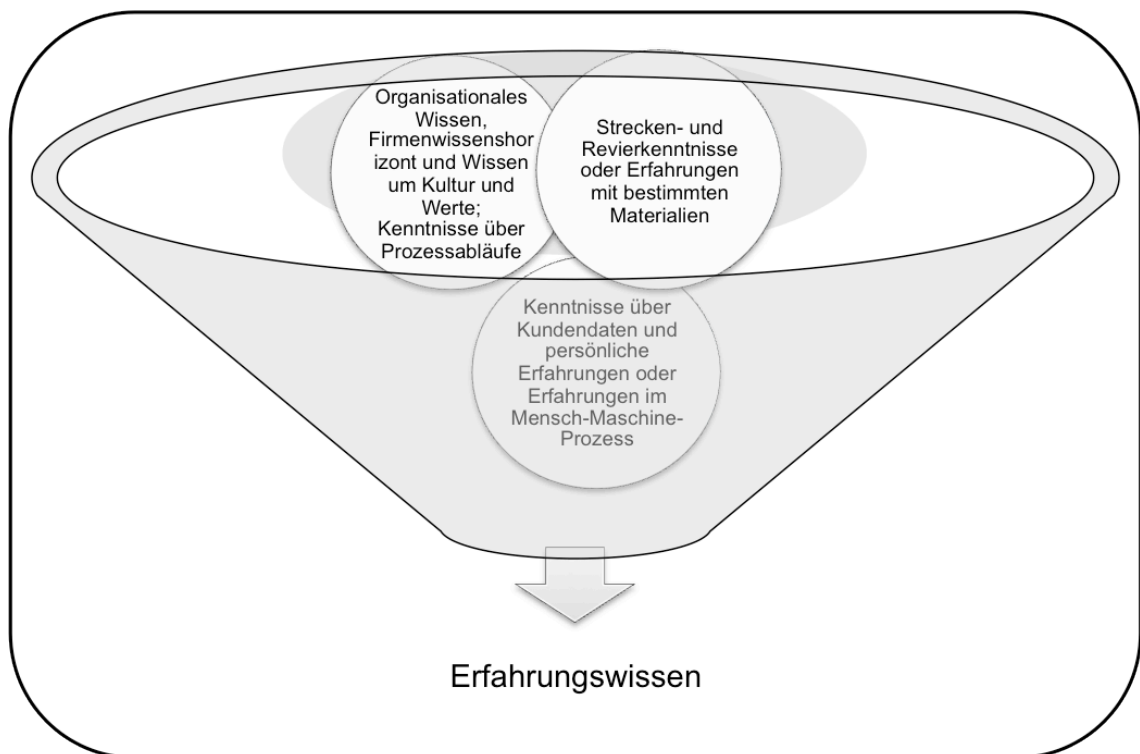 Organisationales
Wissen,
Firmenwissenshor
izont und Wissen
um Kultur und
Werte;
Kenntnisse über
Prozessabläufe
Strecken- und
Revierkenntnisse
oder Erfahrungen
mit bestimmten
Materialien
Kenntnisse über
Kundendaten und
persönliche
Erfahrungen oder
Erfahrungen im
Mensch-Maschine-
Prozess
Erfahrungswissen